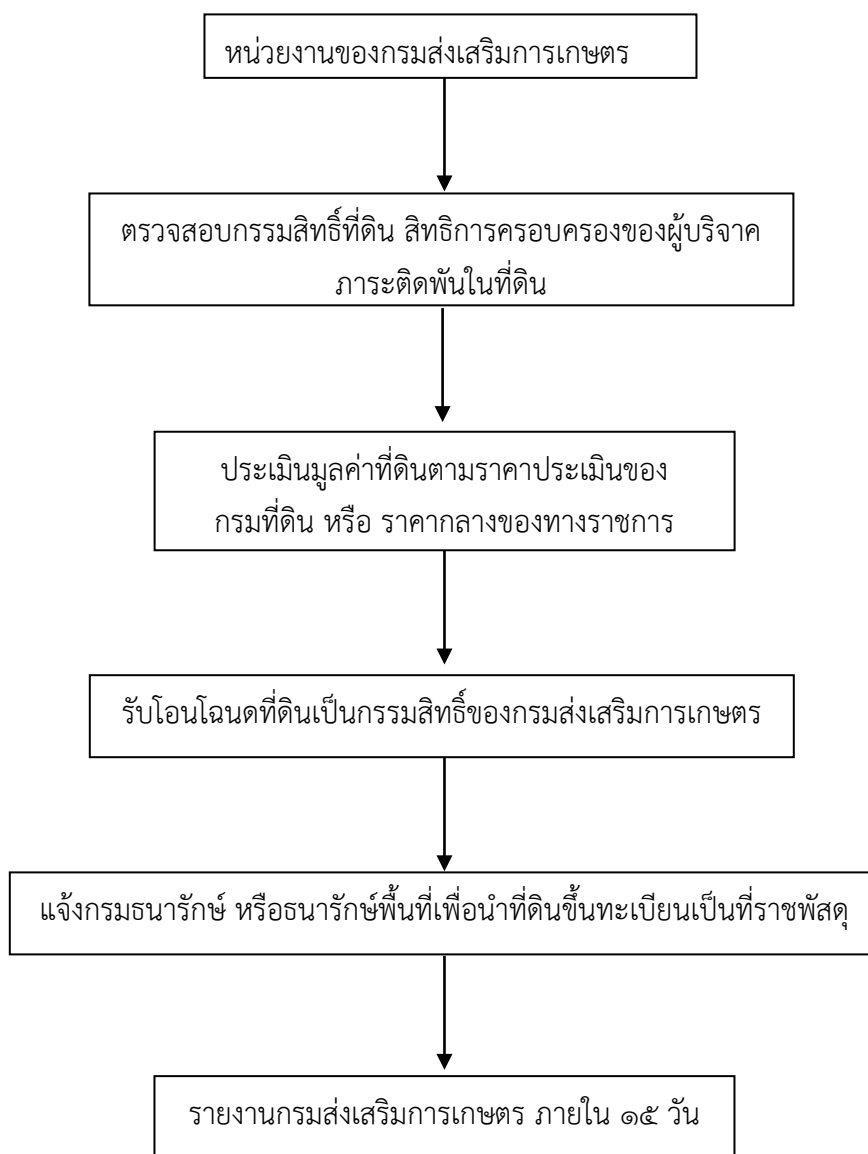 หน่วยงานของกรมส่งเสริมการเกษตร
ตรวจสอบกรรมสิทธิ์ที่ดิน สิทธิการครอบครองของผู้บริจาค
ภาระติดพันในที่ดิน
ประเมินมูลค่าที่ดินตามราคาประเมินของ
กรมที่ดิน หรือ ราคากลางของทางราชการ
รับโอนโฉนดที่ดินเป็นกรรมสิทธิ์ของกรมส่งเสริมการเกษตร
แจ้งกรมธนารักษ์ หรือธนารักษ์พื้นที่เพื่อนำที่ดินขึ้นทะเบียนเป็นที่ราชพัสดุ
รายงานกรมส่งเสริมการเกษตร ภายใน ๑๕ วัน